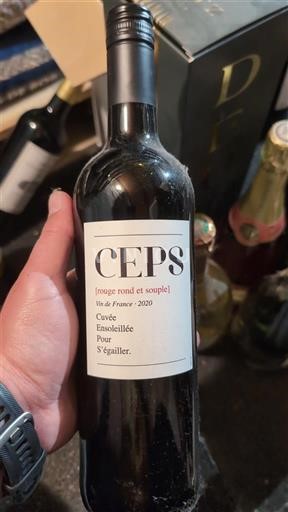 CEPS
[rouge rond et souple]
Vin de France · 2020
Cuvée
Ensoleillée
Pour
S'égailler.